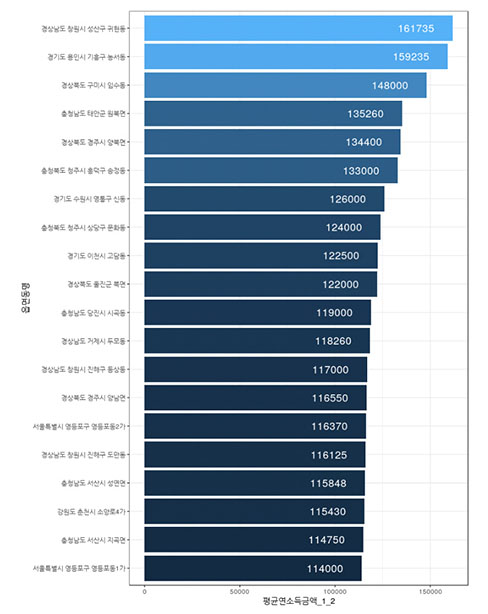 경상남도 창원시 성산구 귀현동 161735
경기도 용인시 기흥구 농서동 159235
경상북도 구미시 임수동 148000
충청남도 태안군 원북면 135260
경상북도 경주시 양북면 134400
충청북도 청주시 흥덕구 송정동 133000
경기도 수원시 영통구 신동 126000
충청북도 청주시 상당구 문화동 124000
경기도 이천시 고담동 122500
경상북도 울진군 북면 122000
충청남도 당진시 시곡동 119000
경상남도 거제시 두모동 118260
경상남도 창원시 진해구 동상동 117000
경상북도 경주시 양남면 116550
서울특별시 영등포구 영등포동2가 116370
경상남도 창원시 진해구 도만동 116125
충청남도 서산시 성연면 115848
강원도 춘천시 소양로4가 115430
충청남도 서산시 지곡면 114750
서울특별시 영등포구 영등포동1가 114000
읍면동명
0 50000 100000 150000
평균연소득금액_1_2